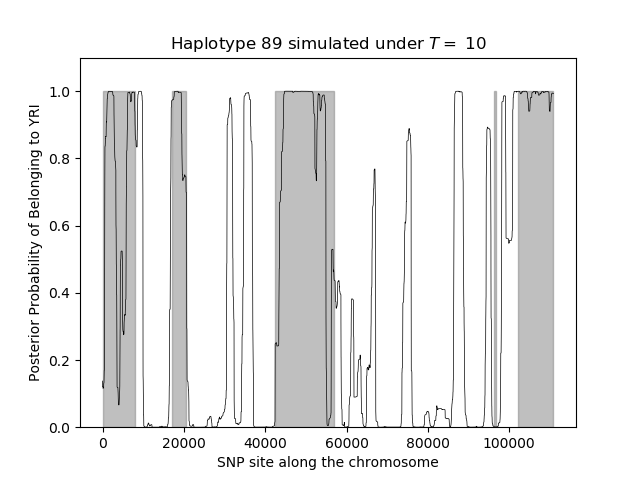 Haplotype 89 simulated under T = 10
Posterior Probability of Belonging to YRI
1.0
0.8
0.6
0.4
0.2
0.0
0 20000 40000 60000 80000 100000
SNP site along the chromosome